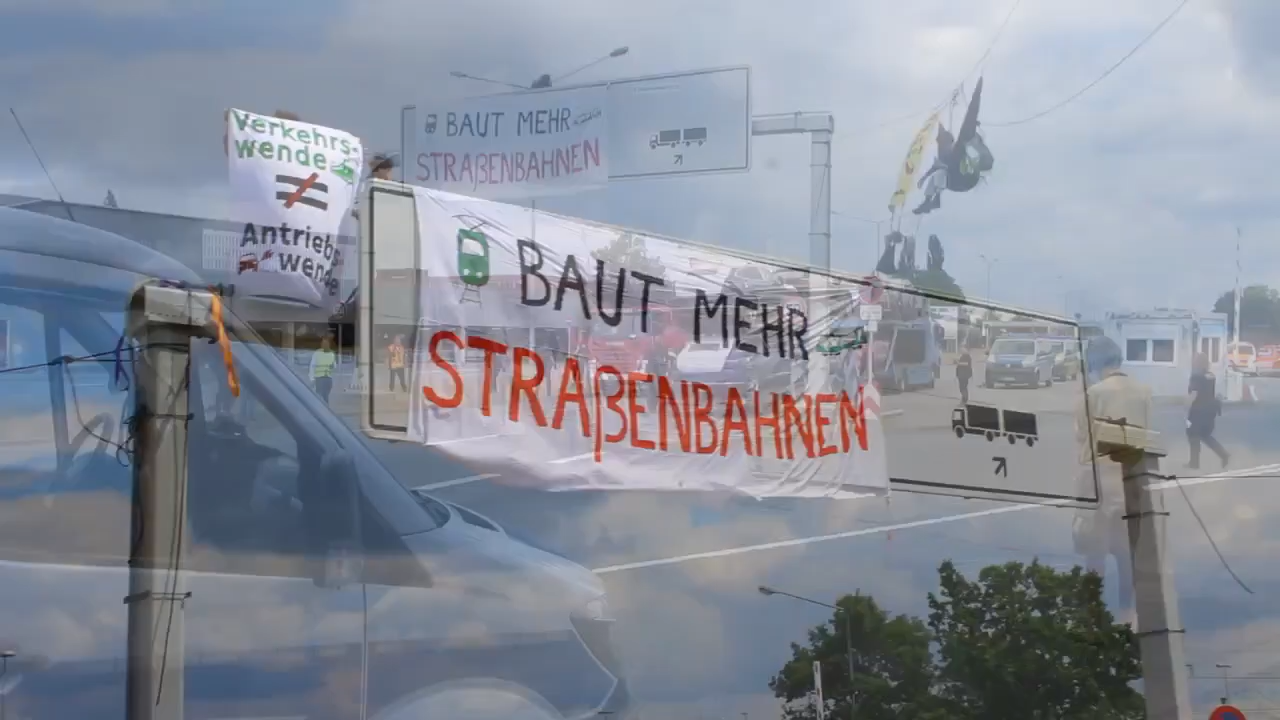 Verkehrs-
wende
Antriebs-
wende
BAUT MEHR
STRAẞENBAHNEN
BAUT MEHR
STRAẞENBAHNEN